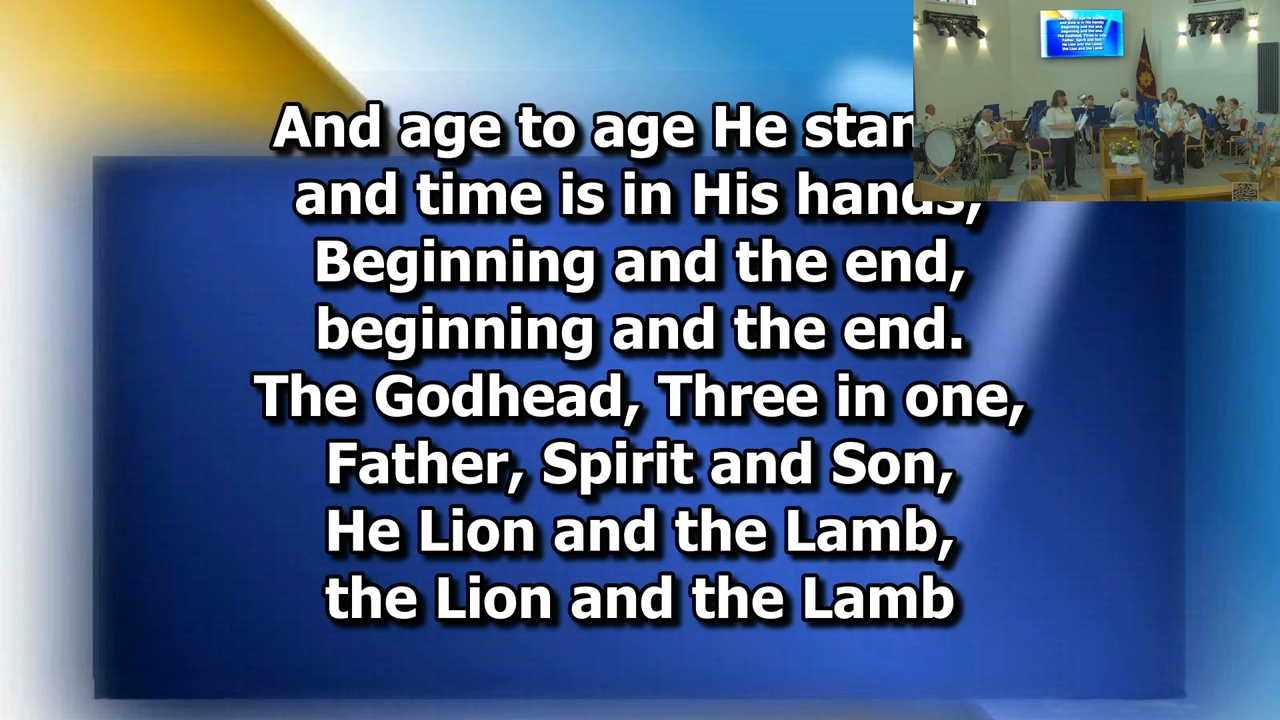 And age to age He stan
and time is in His hands,
Beginning and the end,
beginning and the end.
The Godhead, Three in one,
Father, Spirit and Son,
He Lion and the Lamb,
the Lion and the Lamb